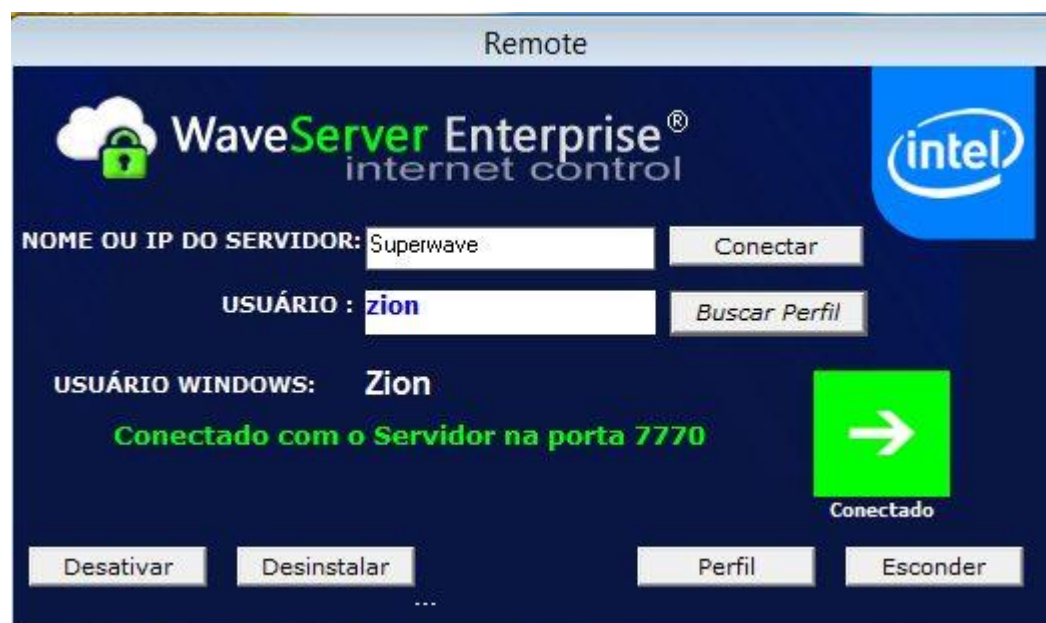 Remote
WaveServer Enterprise®
internet control
intel
NOME OU IP DO SERVIDOR: Superwave Conectar
USUÁRIO : zion Buscar Perfil
USUÁRIO WINDOWS: Zion
Conectado com o Servidor na porta 7770
Conectado
Desativar Desinstalar Perfil Esconder
...